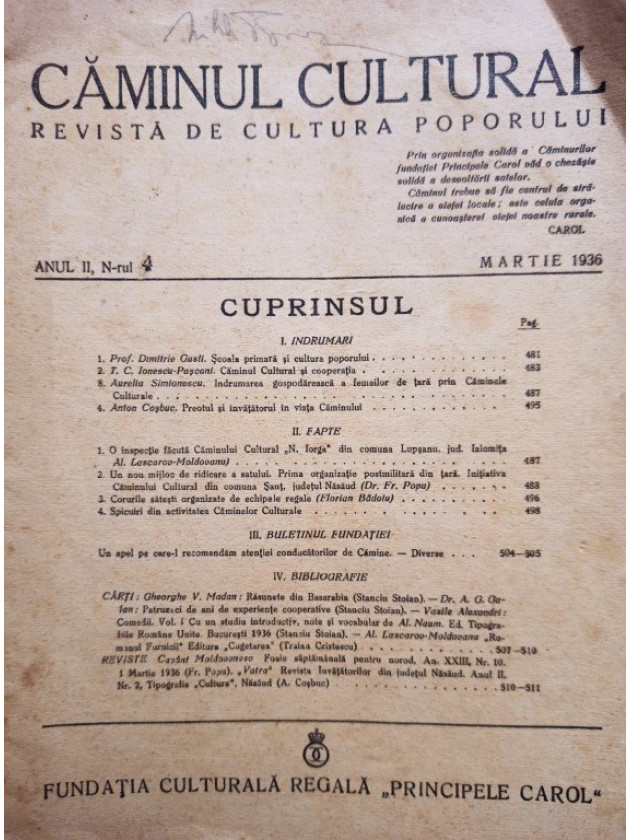 CĂMINUL CULTURAL
REVISTĂ DE CULTURA POPORULUI
Prin organizația solidă a Căminurilor
fundației Principele Carol văd o chezășie
solidă a desvoltării satelor.
Căminul trebue să fie centrul de stră-
lucire a vieței locale; este celula orga-
nică a cunoașterei vieței noastre rurale.
CAROL
ANUL II, N-rul 4 MARTIE 1936
CUPRINSUL
Pag.
I. INDRUMARI
1. Prof. Dimitrie Gusti. Școala primară și cultura poporului . . . 481
2. T. C. Ionescu-Pașcani. Căminul Cultural și cooperația . . . 483
3. Aurelia Simionescu. Indrumarea gospodărească a femeilor de țară prin Căminele
Culturale . . . 487
4. Anton Coșbuc. Preotul și învățătorul in viața Căminului . . . 495
II. FAPTE
1. O inspecție făcută Căminului Cultural „N. Iorga" din comuna Lupșanu, jud. Ialomița
Al. Lascarov-Moldovanu) . . . 487
2. Un nou mijloc de ridicare a satului. Prima organizație postmilitară din țară. Inițiativa
Căminului Cultural din comuna Șanț, județul Năsăud (Dr. Fr. Popu) . . . 488
3. Corurile sătești organizate de echipele regale (Florian Bădoiu) . . . 496
4. Spicuiri din activitatea Căminelor Culturale . . . 498
III. BULETINUL FUNDAȚIEI
Un apel pe care-l recomandăm atenției conducătorilor de Cămine. — Diverse . . . 504—505
IV. BIBLIOGRAFIE
CĂRȚI: Gheorghe V. Madan: Răsunete din Basarabia (Stanciu Stoian). — Dr. A. G. Ga-
lan: Patruzeci de ani de experiențe cooperative (Stanciu Stoian). — Vasile Alexandri:
Comedii. Vol. I Cu un studiu introductiv, note și vocabular de Al. Naum. Ed. Tipogra-
fiile Române Unite. București 1936 (Stanciu Stoian). — Al. Lascarov-Moldovanu „Ro-
manul Furnicii" Editura „Cugetarea" (Traian Cristescu) . . . 507—510
REVISTE Cuvânt Moldovenesc Foaie săptămânală pentru norod, An. XXIII, Nr. 10.
1 Martie 1936 (Fr. Popu). „Vatra" Revista Invățătorilor din județul Năsăud. Anul II.
Nr. 2, Tipografia „Cultura", Năsăud (A. Coșbuc) . . . 510—511
FUNDAȚIA CULTURALĂ REGALĂ „PRINCIPELE CAROL"